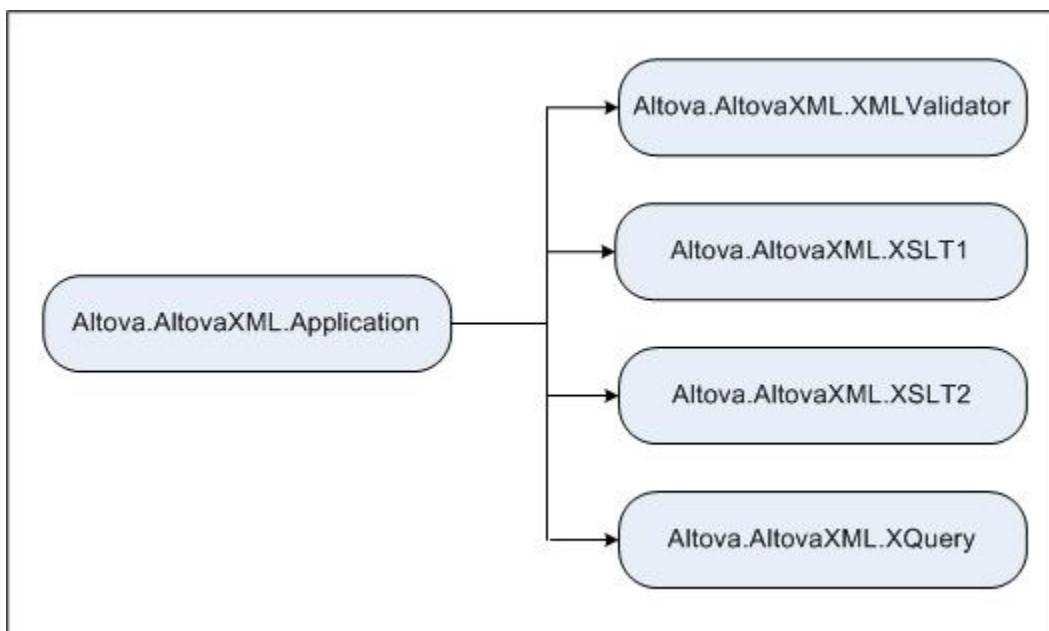 Altova.AltovaXML.Application
Altova.AltovaXML.XMLValidator
Altova.AltovaXML.XSLT1
Altova.AltovaXML.XSLT2
Altova.AltovaXML.XQuery